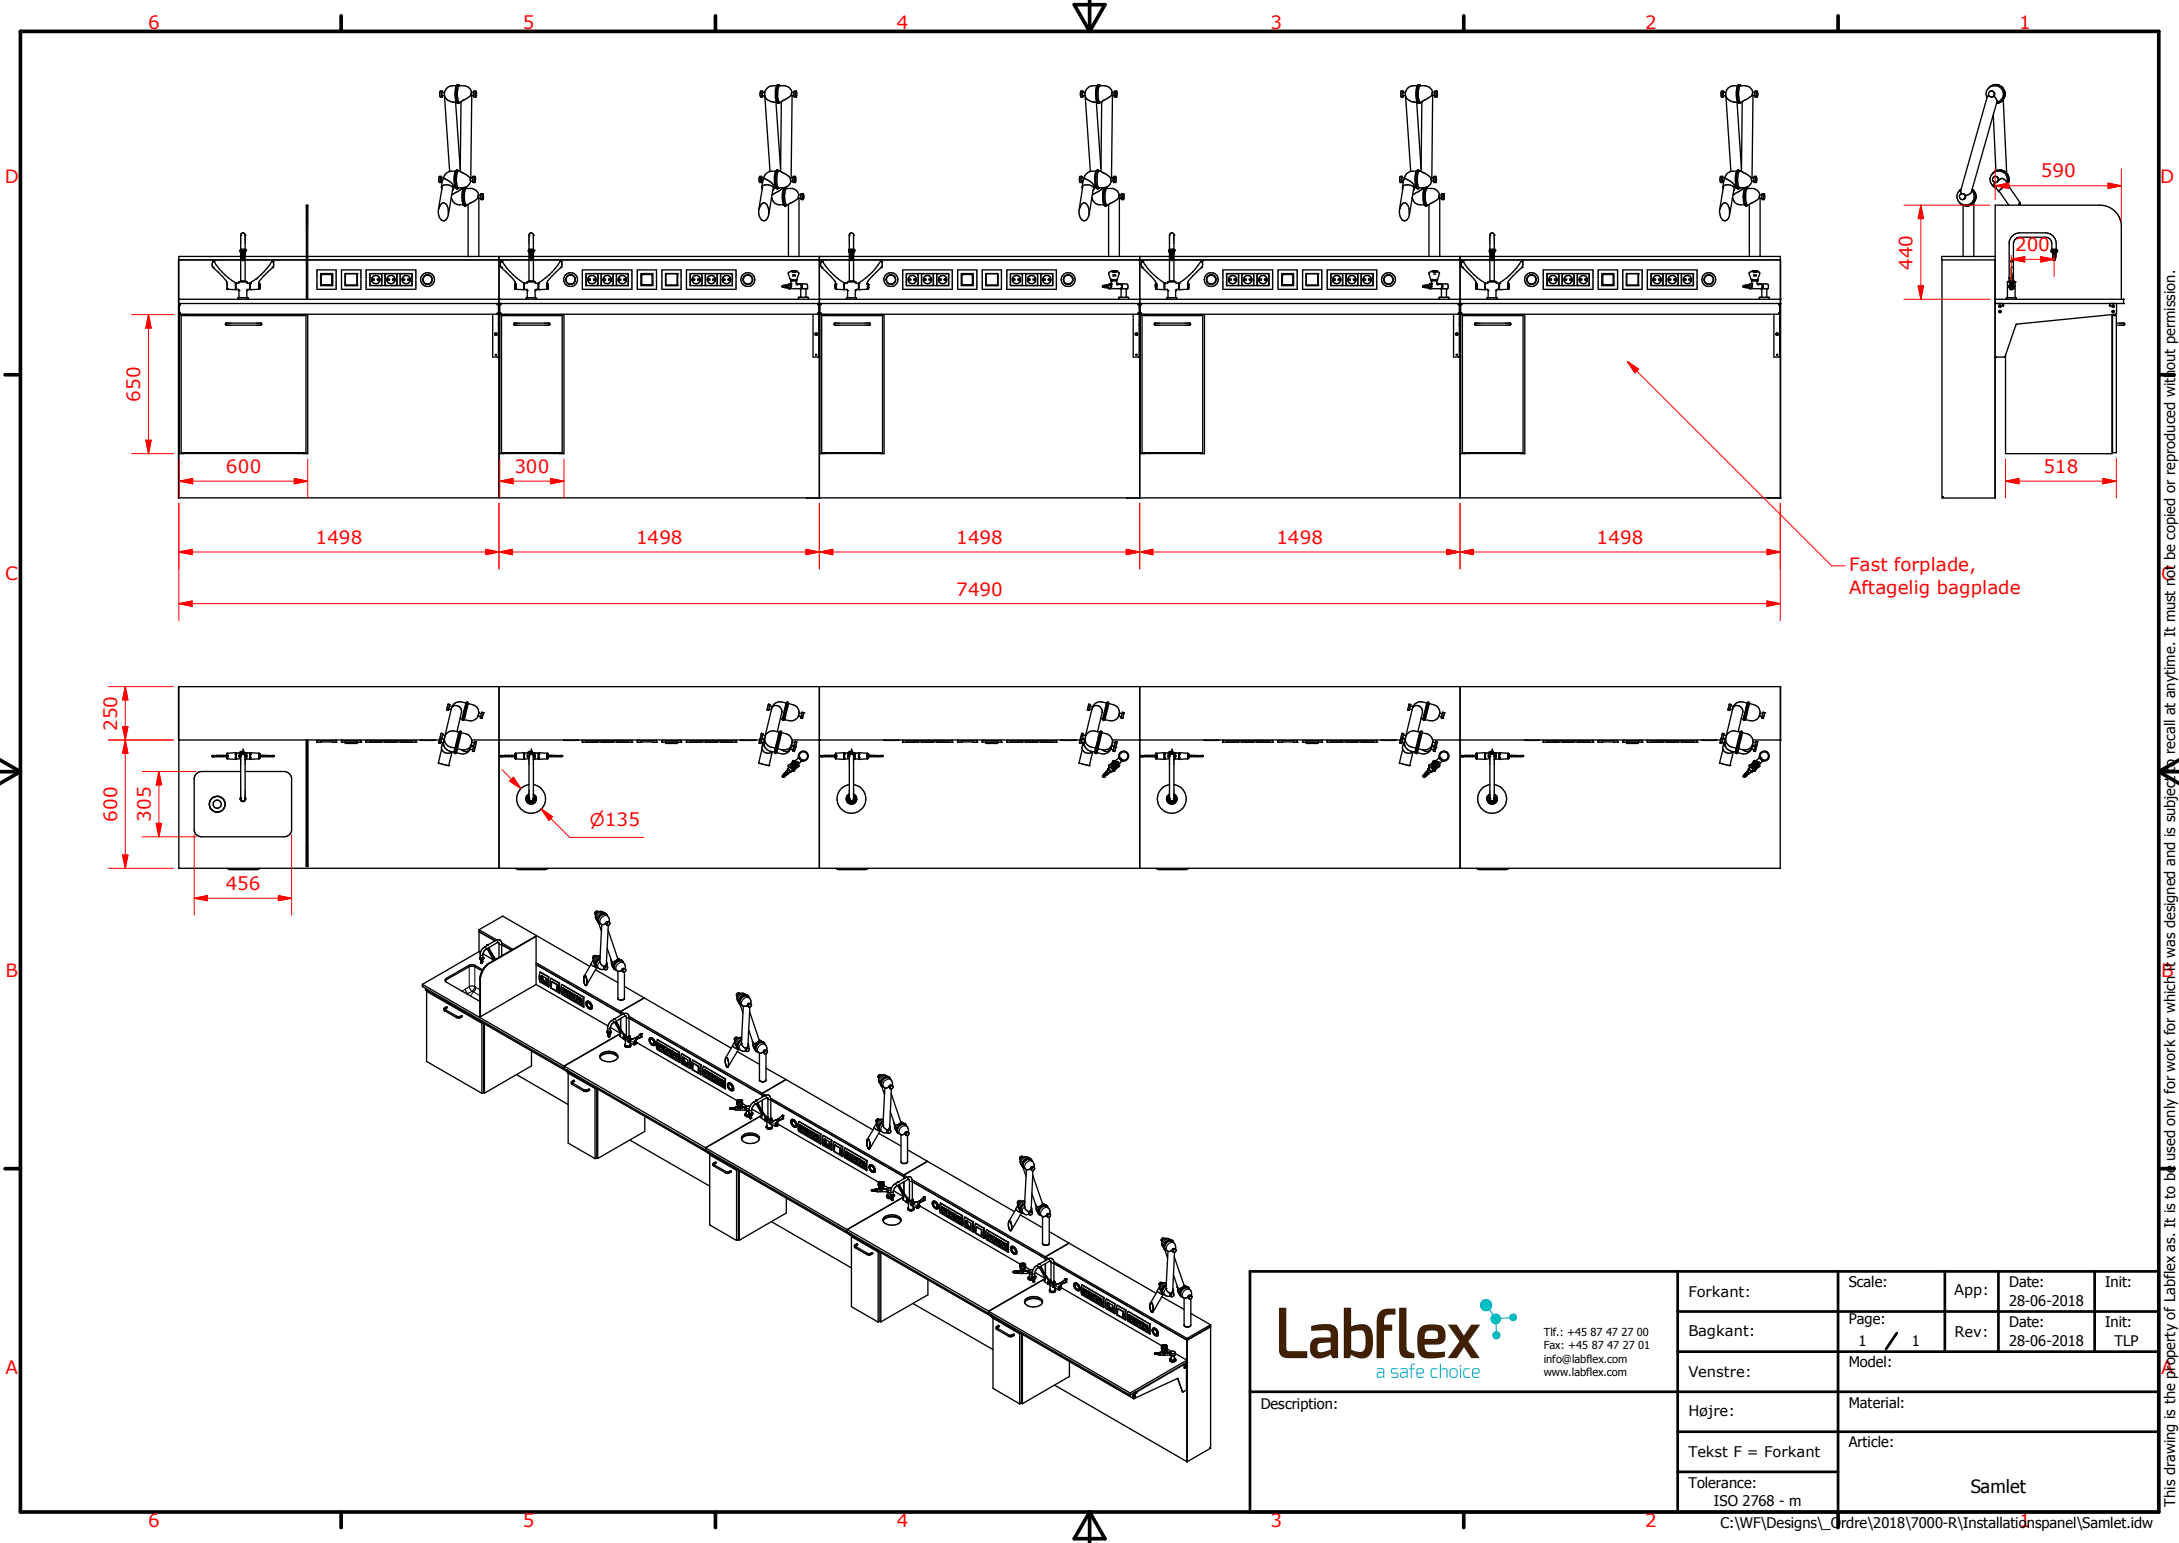 6 5 4 3 2 1
D D
590
440
200
650
600
300
518
1498 1498 1498 1498 1498
7490
Fast forplade,
Aftagelig bagplade
C C
250
600
305
456
Ø135
B B
A A
Labflex
a safe choice
Tlf.: +45 87 47 27 00
Fax: +45 87 47 27 01
info@labflex.com
www.labflex.com
Description:
Forkant:
Bagkant:
Venstre:
Højre:
Tekst F = Forkant
Tolerance:
ISO 2768 - m
Scale:
App:
Date:
28-06-2018
Init:
Page:
1 / 1
Rev:
Date:
28-06-2018
Init:
TLP
Model:
Material:
Article:
Samlet
6 5 4 3 2 1
C:\WF\Designs\_Ordre\2018\7000-R\Installationspanel\Samlet.idw
This drawing is the property of Labflex as. It is to be used only for work for which it was designed and is subject to recall at anytime. It must not be copied or reproduced without permission.